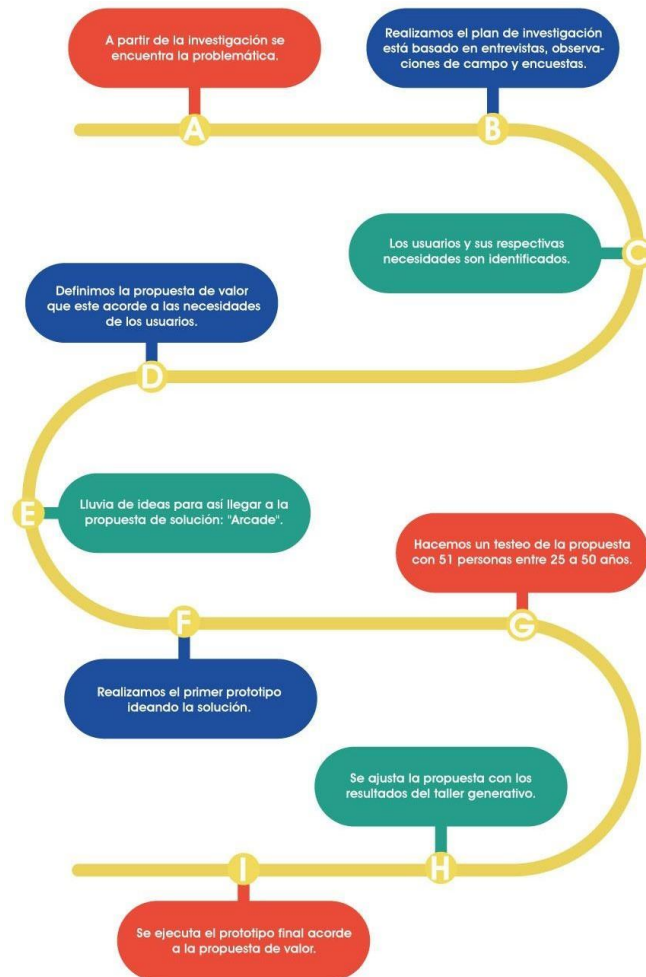 A partir de la investigación se
encuentra la problemática.
A
Realizamos el plan de investigación
está basado en entrevistas, observa-
ciones de campo y encuestas.
B
Los usuarios y sus respectivas
necesidades son identificados.
C
Definimos la propuesta de valor
que este acorde a las necesidades
de los usuarios.
D
Lluvia de ideas para así llegar a la
propuesta de solución: "Arcade".
E
Realizamos el primer prototipo
ideando la solución.
F
Hacemos un testeo de la propuesta
con 51 personas entre 25 a 50 años.
G
Se ajusta la propuesta con los
resultados del taller generativo.
H
Se ejecuta el prototipo final acorde
a la propuesta de valor.
I